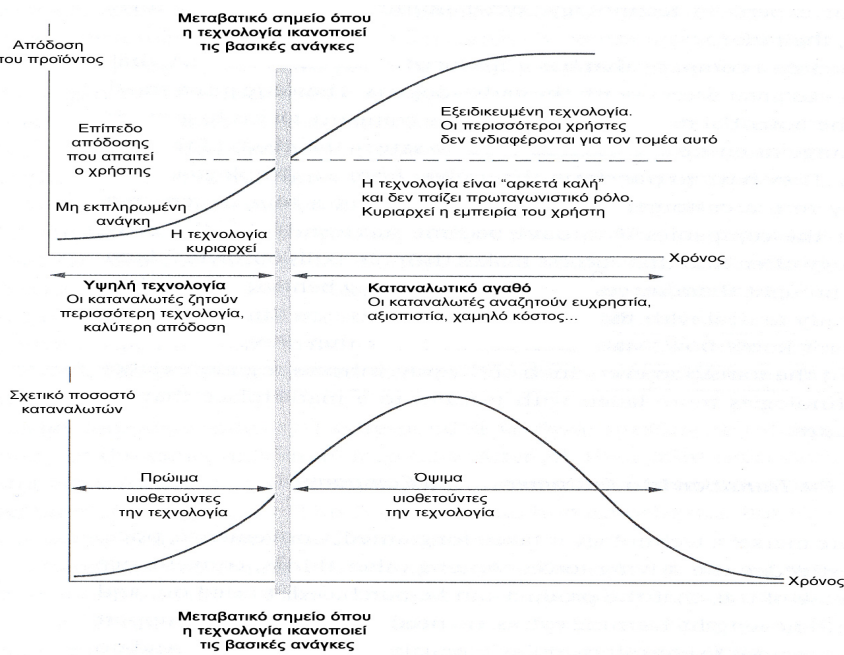 Μεταβατικό σημείο όπου
η τεχνολογία ικανοποιεί
τις βασικές ανάγκες
Απόδοση
του προϊόντος
Εξειδικευμένη τεχνολογία.
Οι περισσότεροι χρήστες
δεν ενδιαφέρονται για τον τομέα αυτό
Επίπεδο
απόδοσης
που απαιτεί
ο χρήστης
Η τεχνολογία είναι “αρκετά καλή”
και δεν παίζει πρωταγωνιστικό ρόλο.
Κυριαρχεί η εμπειρία του χρήστη
Μη εκπληρωμένη
ανάγκη
Η τεχνολογία
κυριαρχεί
Χρόνος
Υψηλή τεχνολογία
Οι καταναλωτές ζητούν
περισσότερη τεχνολογία,
καλύτερη απόδοση
Καταναλωτικό αγαθό
Οι καταναλωτές αναζητούν ευχρηστία,
αξιοπιστία, χαμηλό κόστος...
Σχετικό ποσοστό
καταναλωτών
Πρώιμα
υιοθετούντες
την τεχνολογία
Όψιμα
υιοθετούντες
την τεχνολογία
Χρόνος
Μεταβατικό σημείο όπου
η τεχνολογία ικανοποιεί
τις βασικές ανάγκες